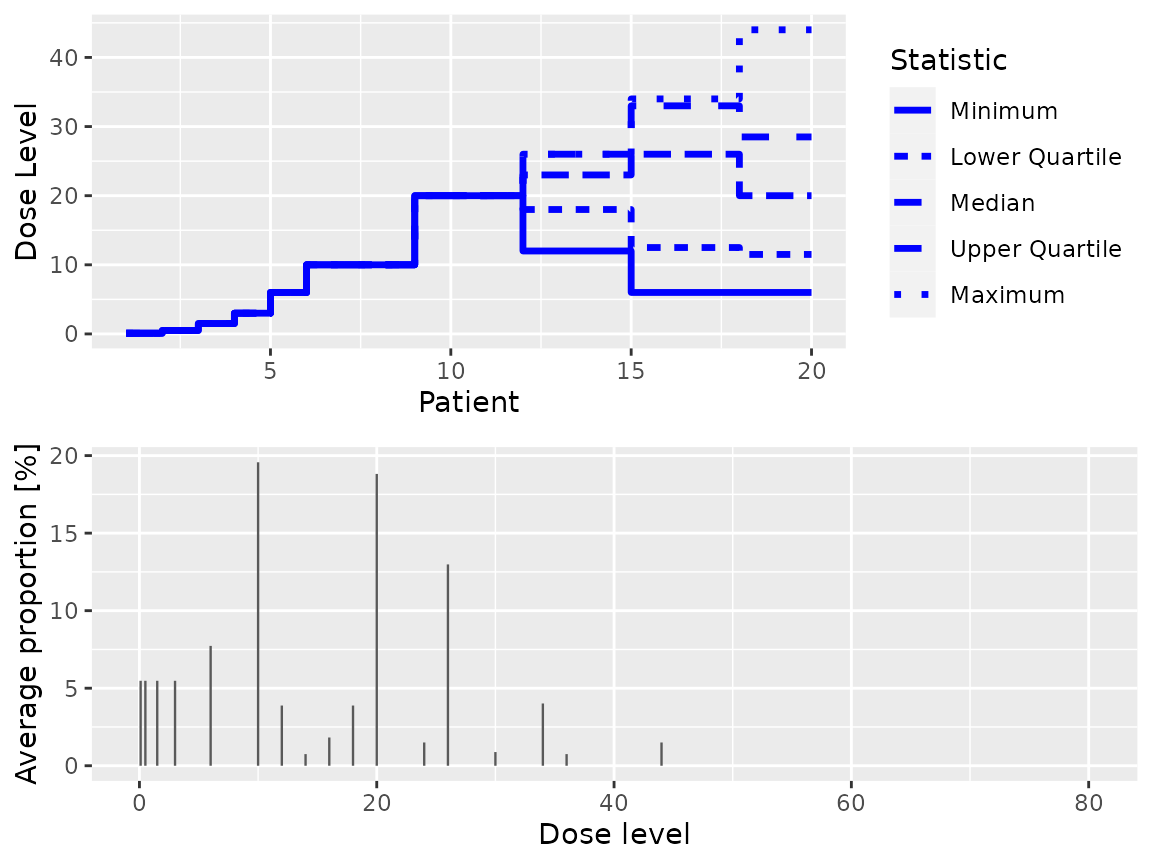 Dose Level
40
30
20
10
0
5
10
15
20
Patient
Statistic
Minimum
Lower Quartile
Median
Upper Quartile
Maximum
Average proportion [%]
20
15
10
5
0
0
20
40
60
80
Dose level